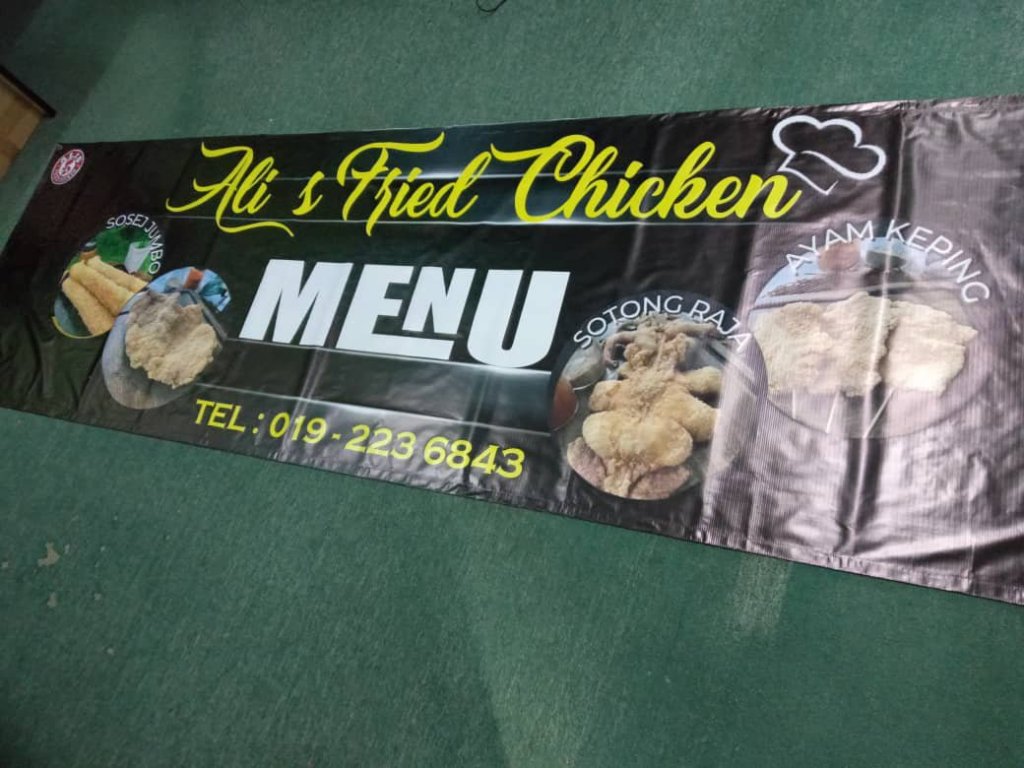 Ali s Fried Chicken
SOSEJ JUMBO
MENU
SOTONG RAJA
AYAM KEPING
TEL : 019 - 223 6843